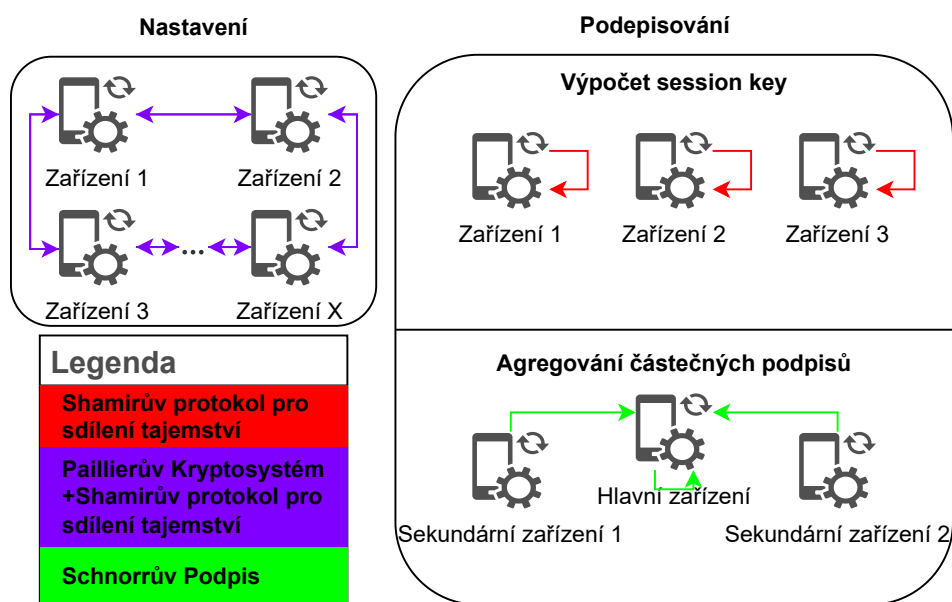 Nastavení
Zařízení 1
Zařízení 2
...
Zařízení 3
Zařízení X
Legenda
Shamirův protokol pro
sdílení tajemství
Paillierův Kryptosystém
+Shamirův protokol pro
sdílení tajemství
Schnorrův Podpis
Podepisování
Výpočet session key
Zařízení 1
Zařízení 2
Zařízení 3
Agregování částečných podpisů
Hlavní zařízení
Sekundární zařízení 1
Sekundární zařízení 2